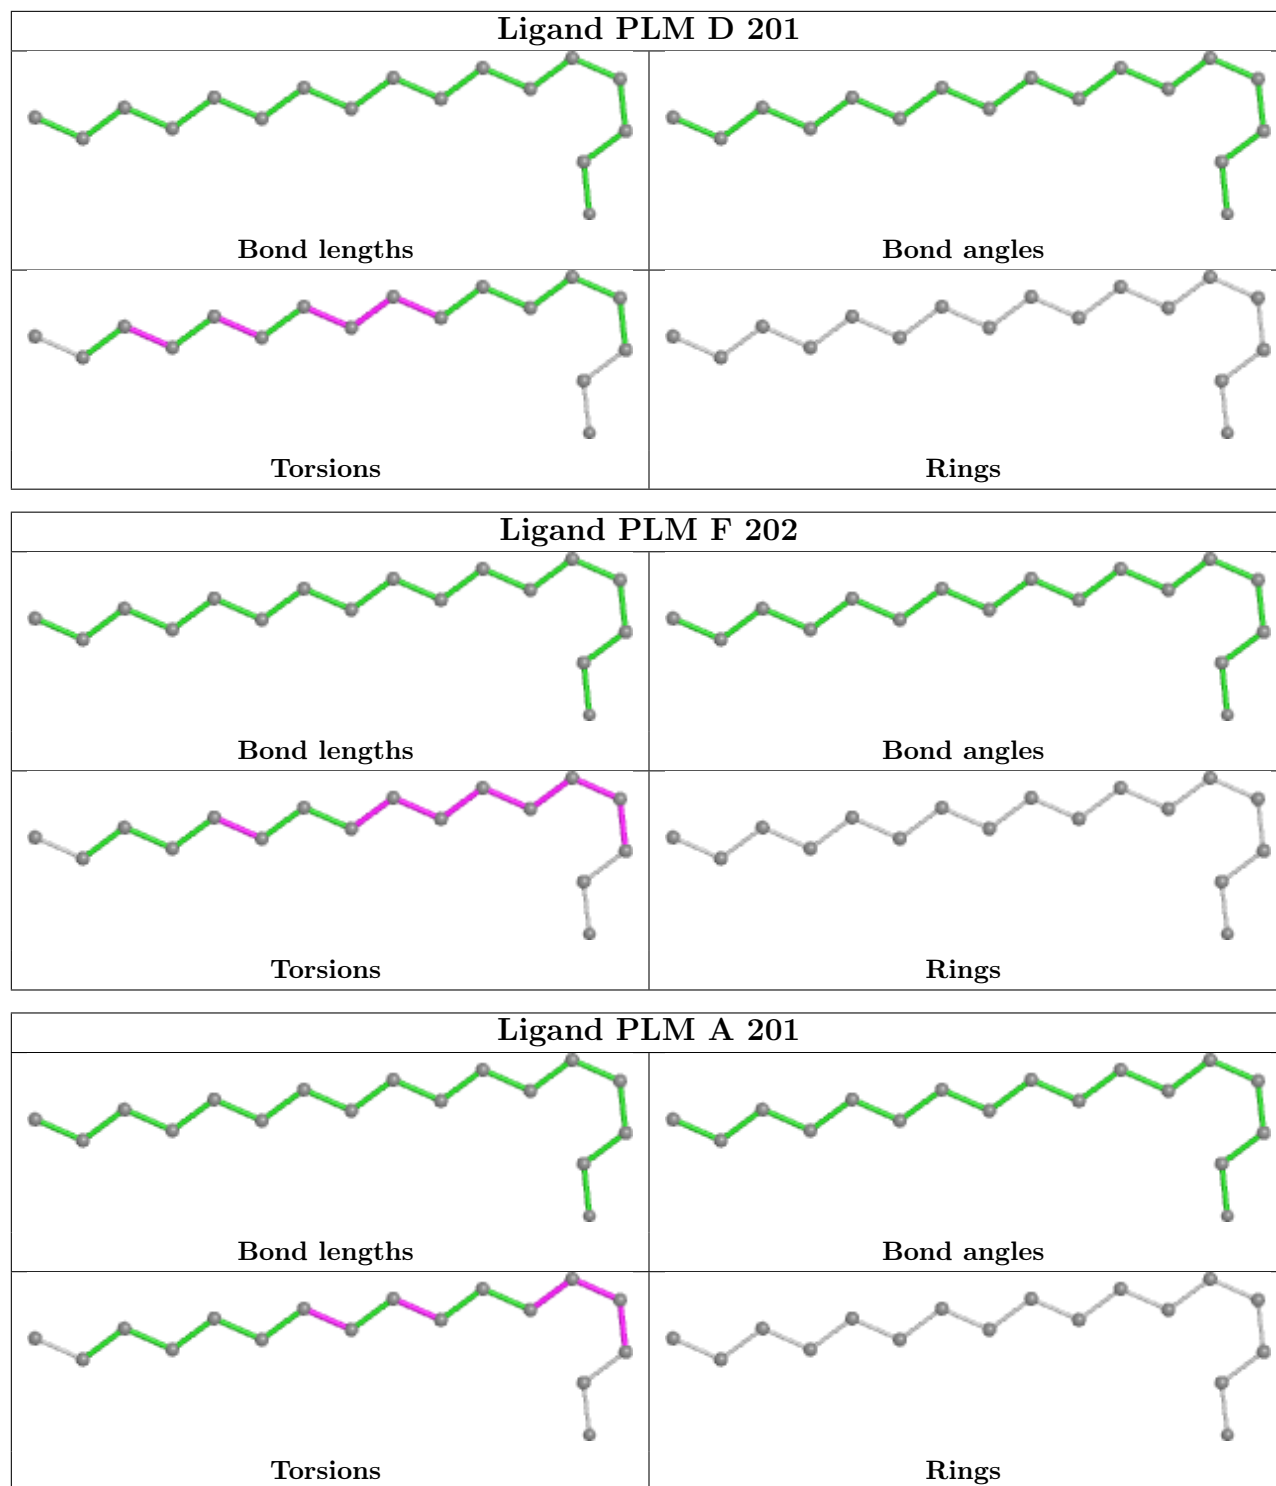 Ligand PLM D 201
Bond lengths
Bond angles
Torsions
Rings
Ligand PLM F 202
Bond lengths
Bond angles
Torsions
Rings
Ligand PLM A 201
Bond lengths
Bond angles
Torsions
Rings